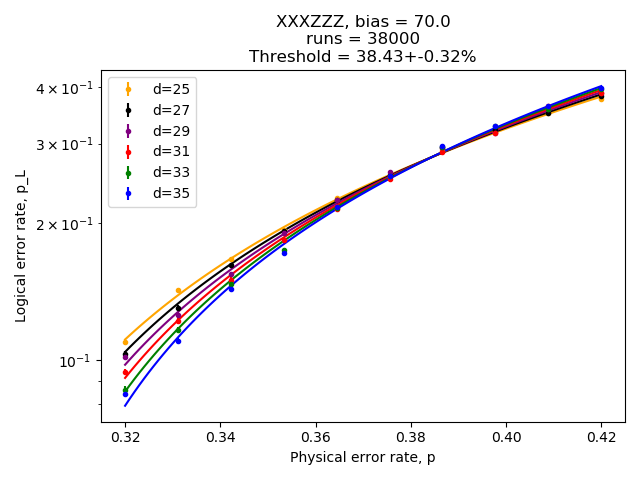 XXXZZZ, bias = 70.0
runs = 38000
Threshold = 38.43+-0.32%
4 × 10⁻¹
3 × 10⁻¹
2 × 10⁻¹
10⁻¹
Logical error rate, p_L
d=25
d=27
d=29
d=31
d=33
d=35
0.32
0.34
0.36
0.38
0.40
0.42
Physical error rate, p